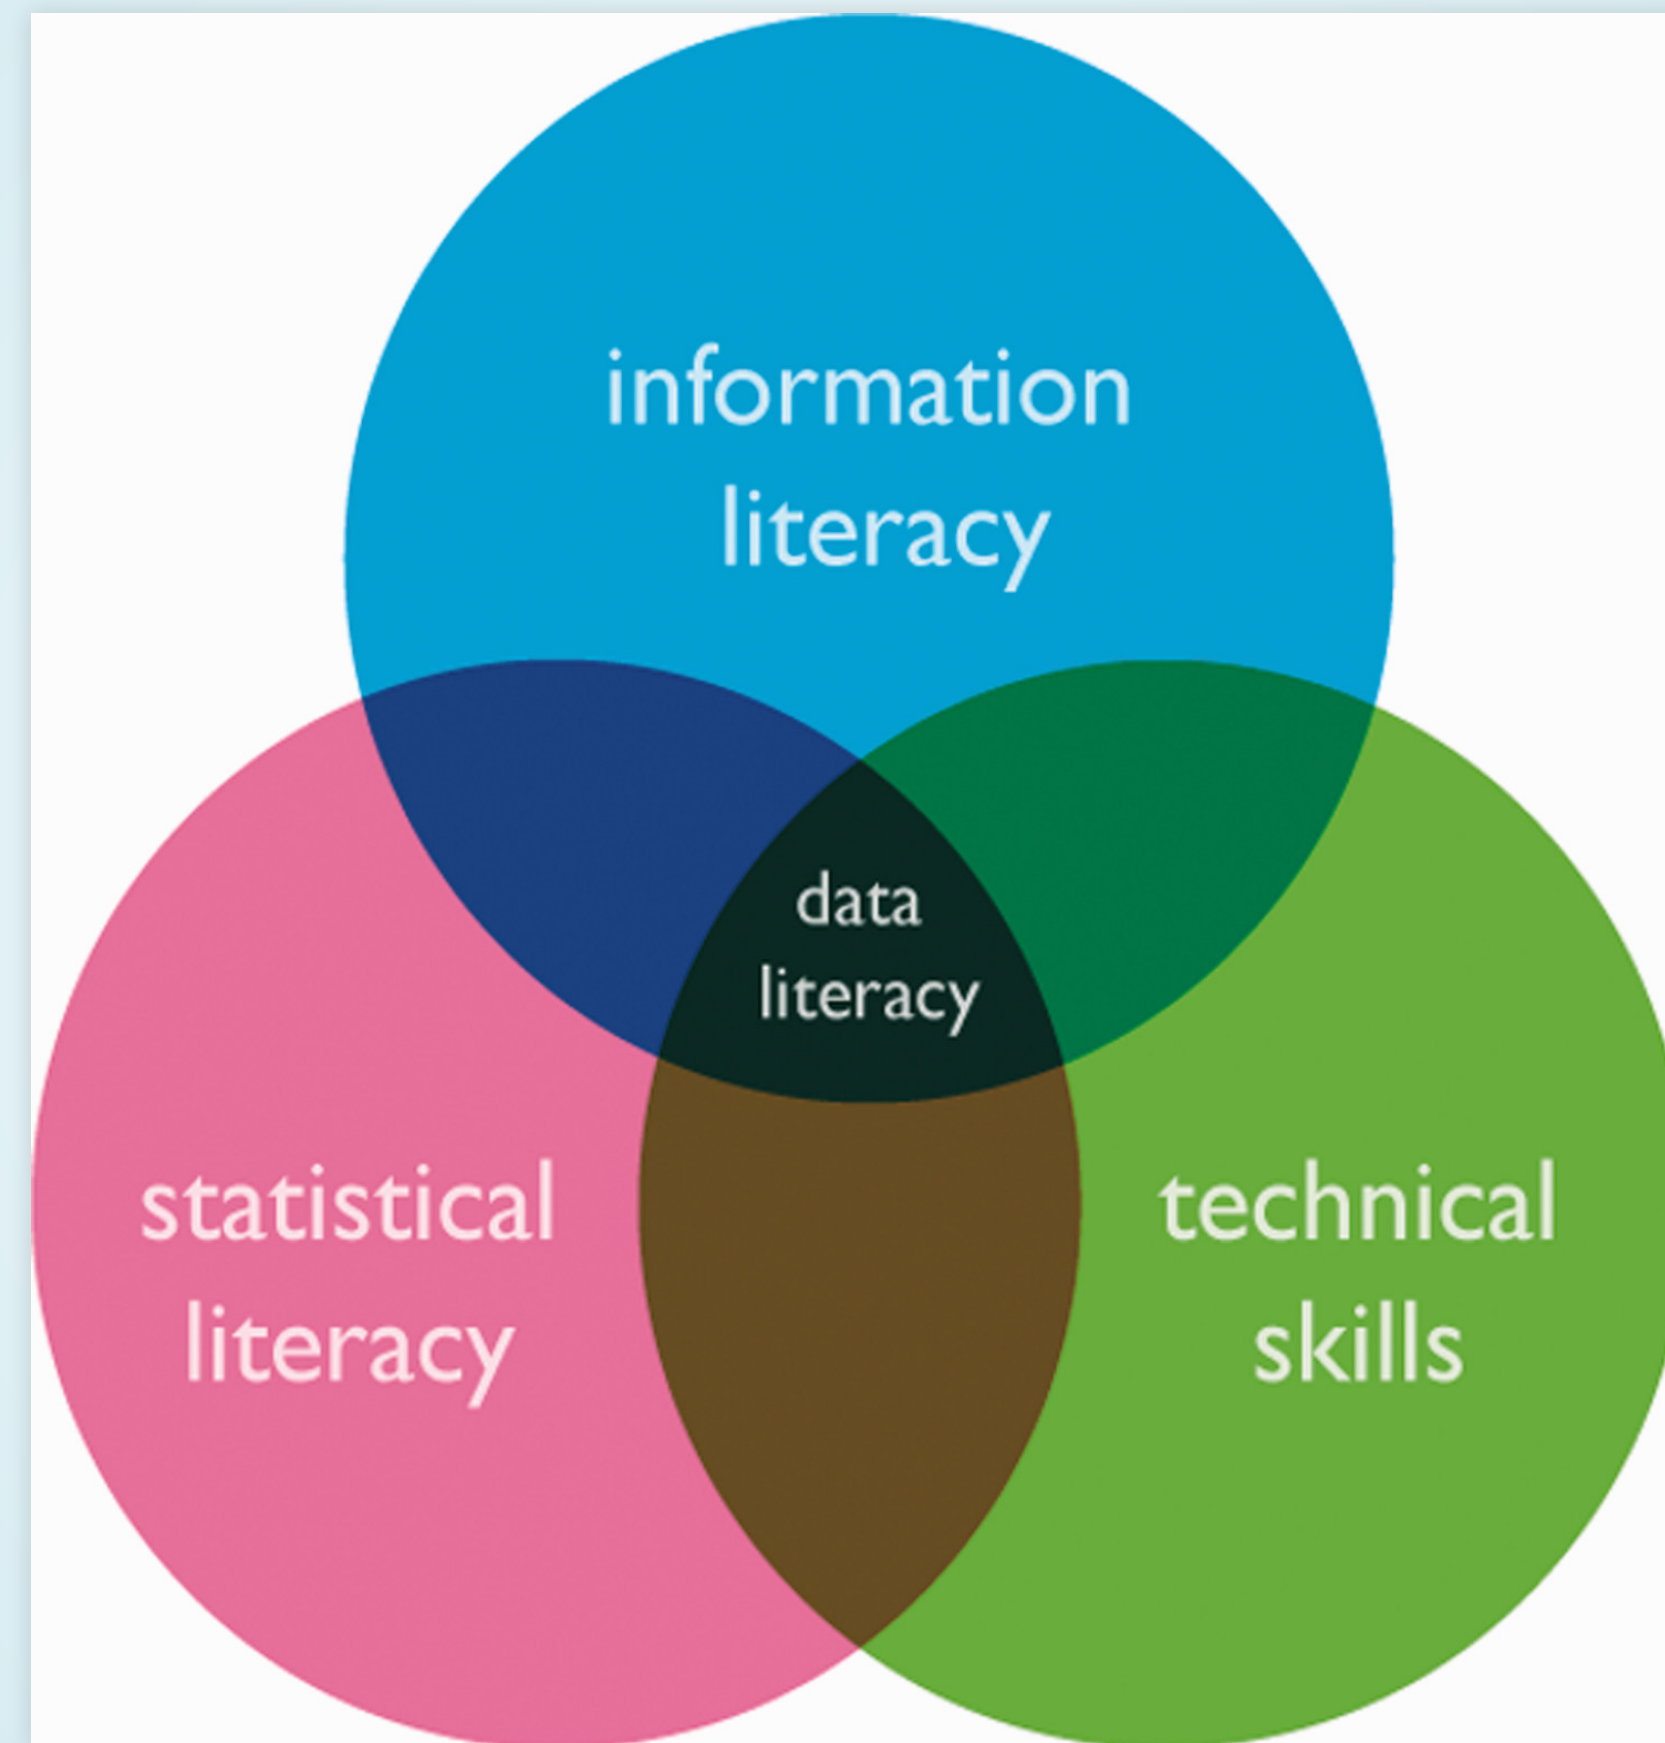 information
literacy
data
literacy
statistical
literacy
technical
skills